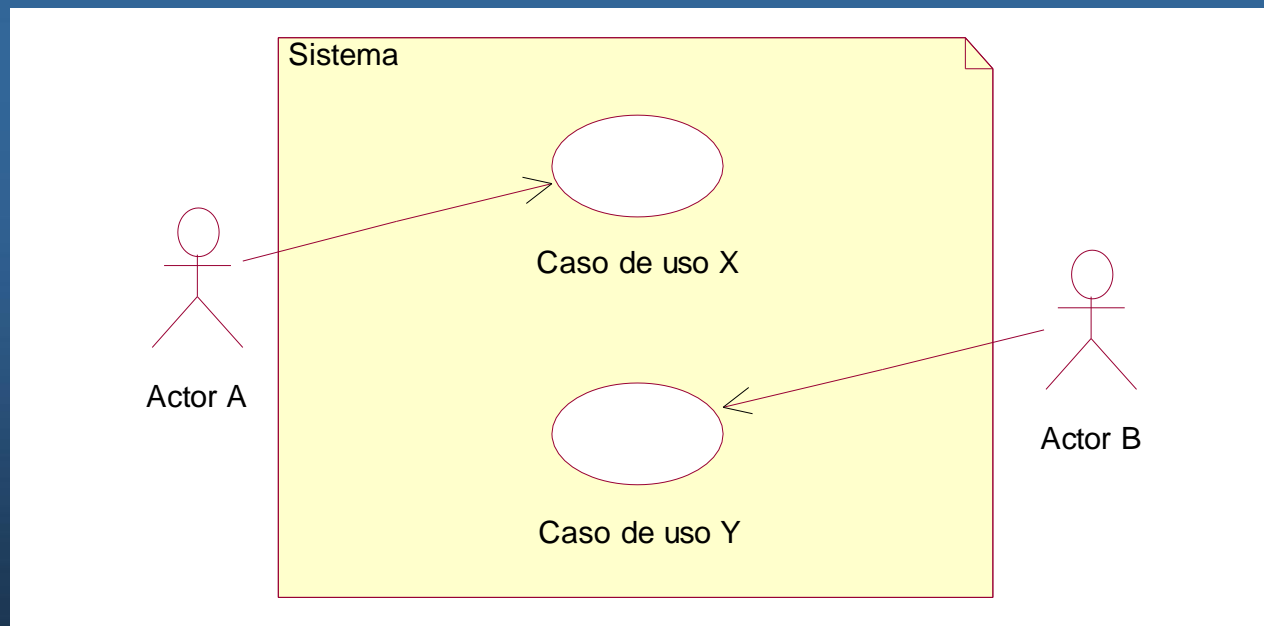 Sistema
Caso de uso X
Actor A
Actor B
Caso de uso Y